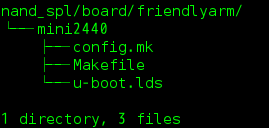 nand_spl/board/friendlyarm/
└──mini2440
├──config.mk
├──Makefile
└──u-boot.lds
1 directory, 3 files